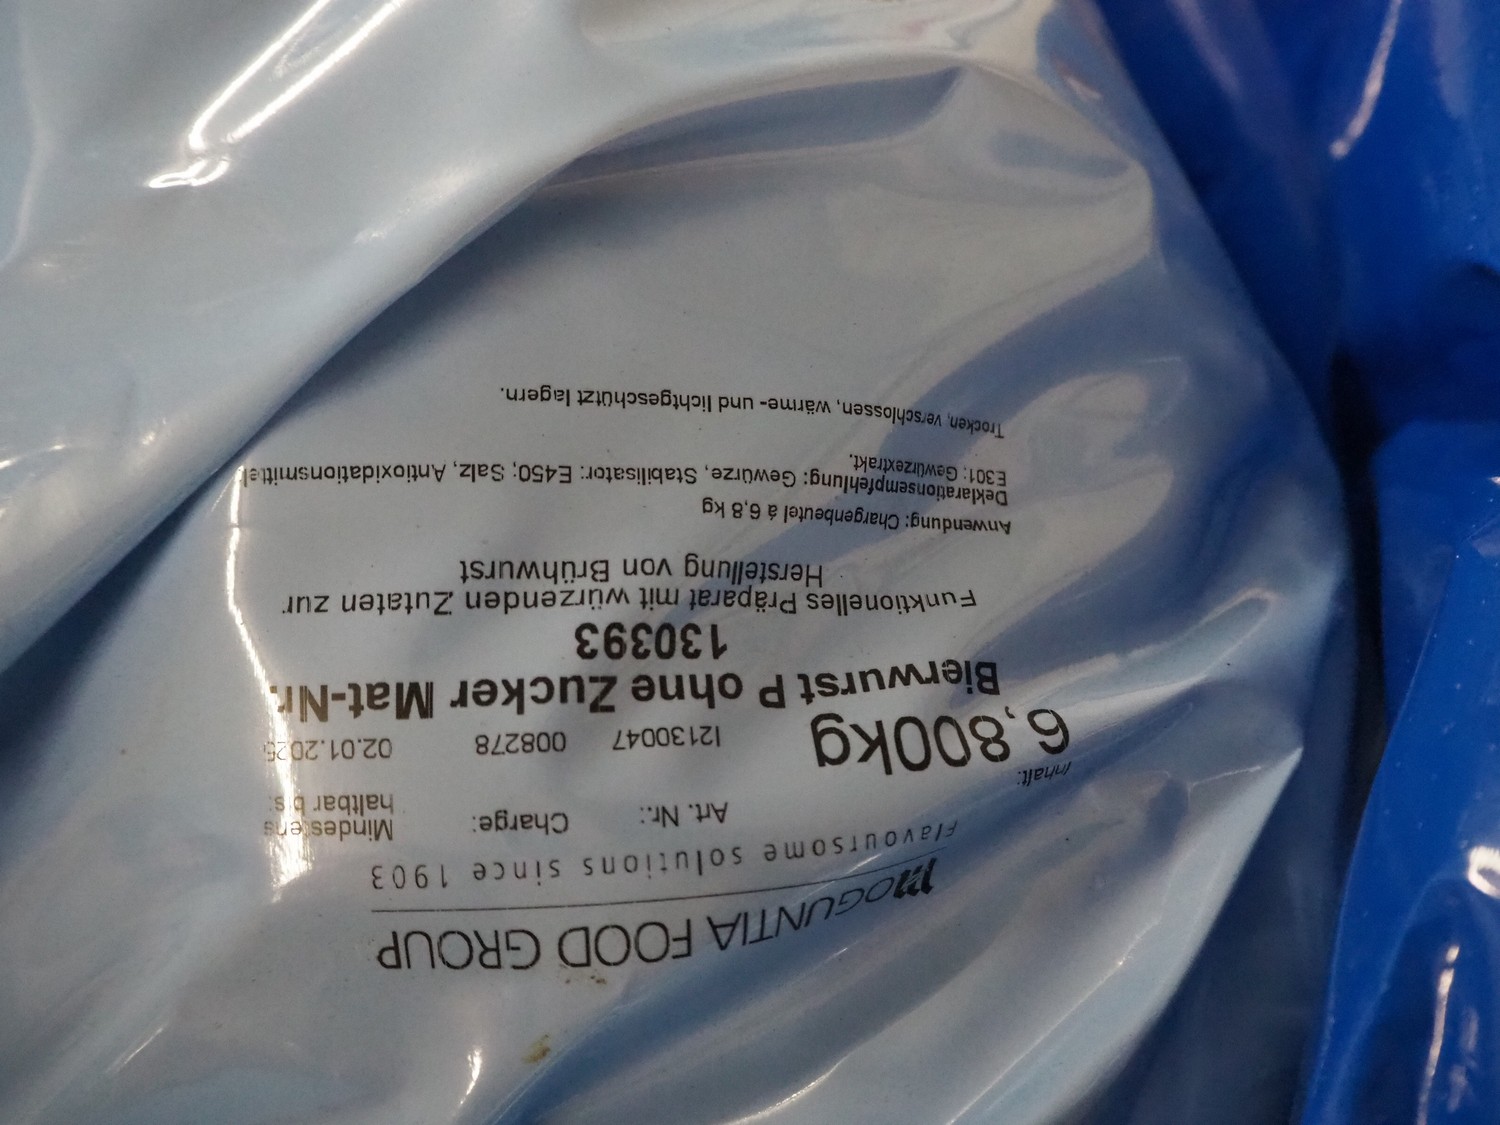 MOGUNTIA FOOD GROUP
Flavoursome solutions since 1903
Inhalt:
6,800kg
Art. Nr.: Charge: Mindestens
haltbar bis:
I2130047 008278 02.01.2025
Bierwurst P ohne Zucker Mat-Nr.
130393
Funktionelles Präparat mit würzenden Zutaten zur
Herstellung von Brühwurst
Anwendung: Chargenbeutel á 6,8 kg
Deklarationsempfehlung: Gewürze, Stabilisator: E450; Salz, Antioxidationsmittel
E301; Gewürzextrakt.
Trocken, verschlossen, wärme- und lichtgeschützt lagern.